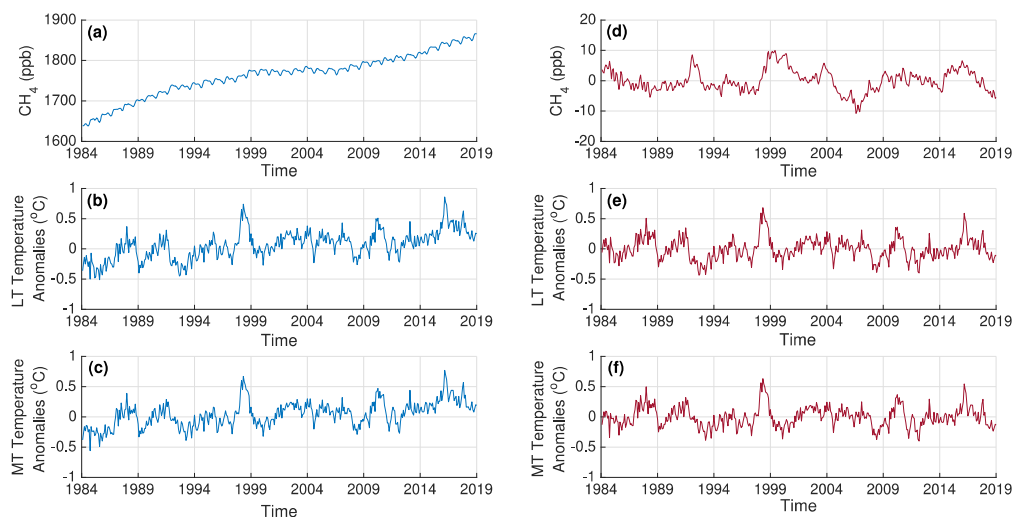 (a)
CH4 (ppb)
1900
1800
1700
1600
1984 1989 1994 1999 2004 2009 2014 2019
Time
(b)
LT Temperature
Anomalies (°C)
1
0.5
0
-0.5
-1
1984 1989 1994 1999 2004 2009 2014 2019
Time
(c)
MT Temperature
Anomalies (°C)
1
0.5
0
-0.5
-1
1984 1989 1994 1999 2004 2009 2014 2019
Time
(d)
CH4 (ppb)
20
10
0
-10
-20
1984 1989 1994 1999 2004 2009 2014 2019
Time
(e)
LT Temperature
Anomalies (°C)
1
0.5
0
-0.5
-1
1984 1989 1994 1999 2004 2009 2014 2019
Time
(f)
MT Temperature
Anomalies (°C)
1
0.5
0
-0.5
-1
1984 1989 1994 1999 2004 2009 2014 2019
Time